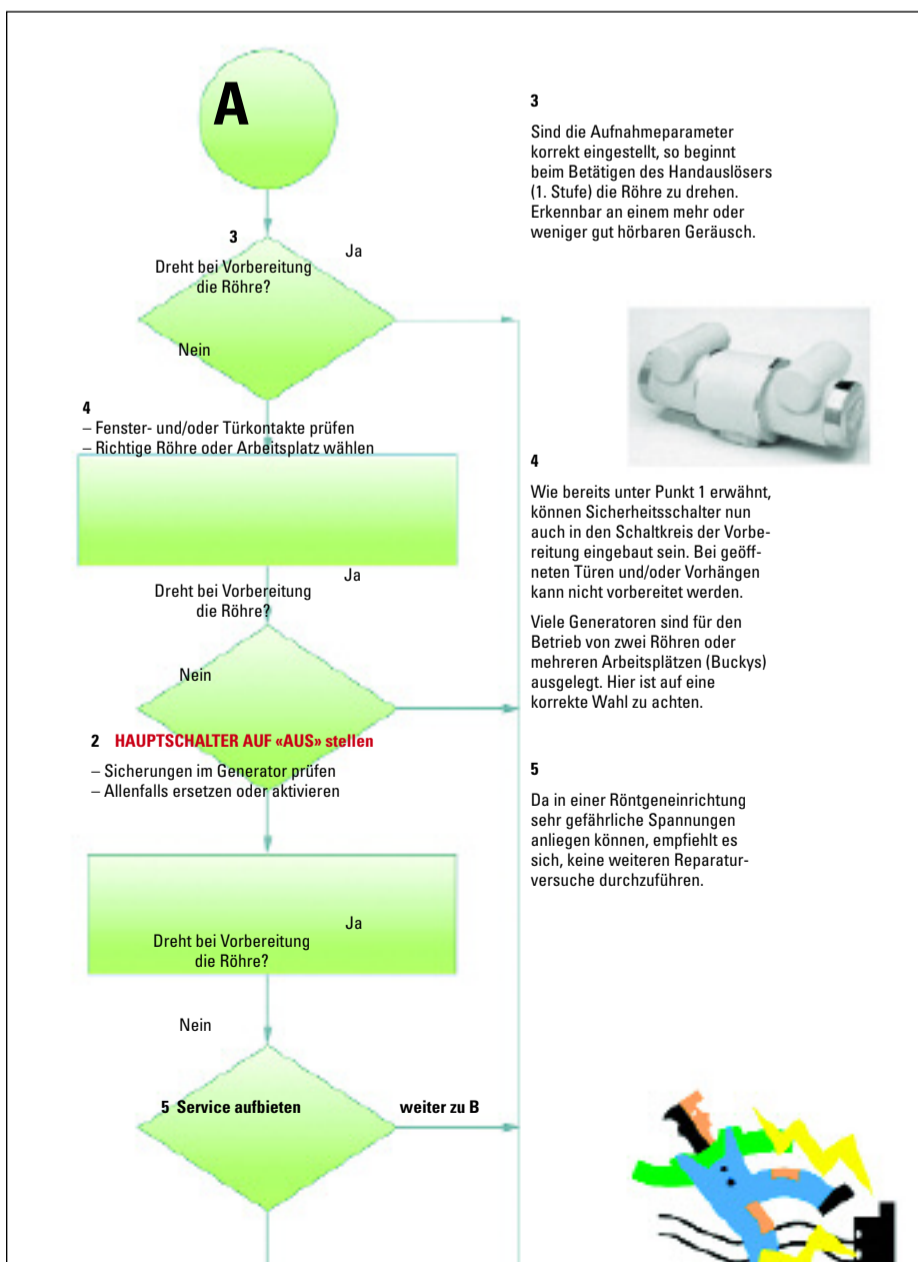 A
3
Dreht bei Vorbereitung
die Röhre?
Ja
Nein
4
– Fenster- und/oder Türkontakte prüfen
– Richtige Röhre oder Arbeitsplatz wählen
Dreht bei Vorbereitung
die Röhre?
Ja
Nein
2 HAUPTSCHALTER AUF «AUS» stellen
– Sicherungen im Generator prüfen
– Allenfalls ersetzen oder aktivieren
Dreht bei Vorbereitung
die Röhre?
Ja
Nein
5 Service aufbieten
weiter zu B
3
Sind die Aufnahmeparameter
korrekt eingestellt, so beginnt
beim Betätigen des Handauslösers
(1. Stufe) die Röhre zu drehen.
Erkennbar an einem mehr oder
weniger gut hörbaren Geräusch.
4
Wie bereits unter Punkt 1 erwähnt,
können Sicherheitsschalter nun
auch in den Schaltkreis der Vorbe-
reitung eingebaut sein. Bei geöff-
neten Türen und/oder Vorhängen
kann nicht vorbereitet werden.
Viele Generatoren sind für den
Betrieb von zwei Röhren oder
mehreren Arbeitsplätzen (Buckys)
ausgelegt. Hier ist auf eine
korrekte Wahl zu achten.
5
Da in einer Röntgeneinrichtung
sehr gefährliche Spannungen
anliegen können, empfiehlt es
sich, keine weiteren Reparatur-
versuche durchzuführen.